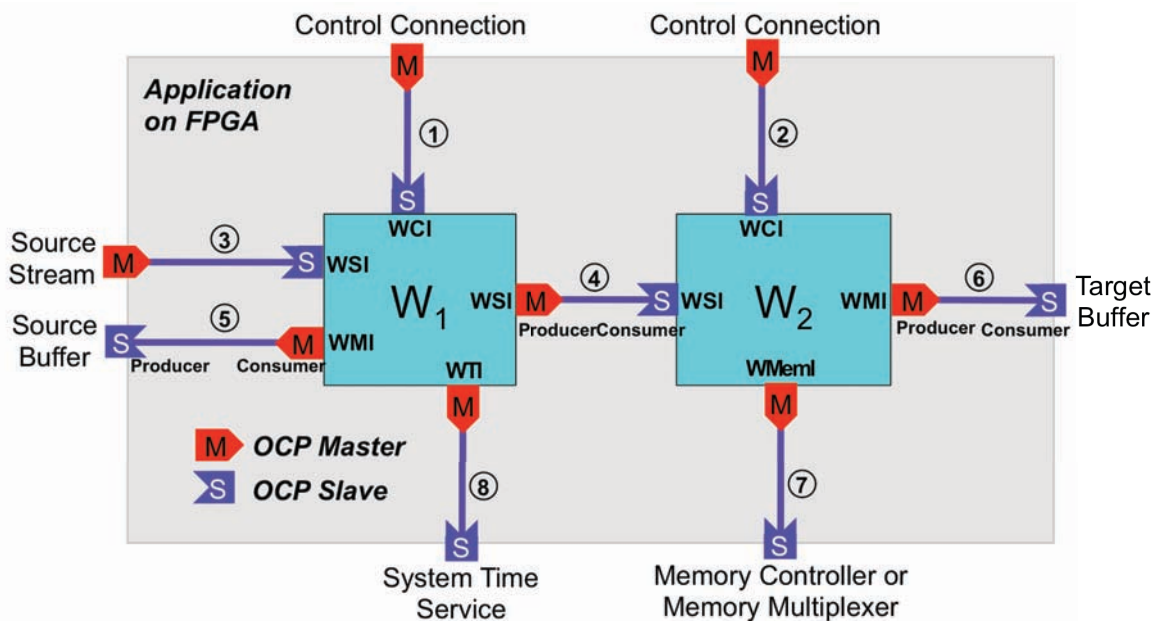 Control Connection
Control Connection
M
M
Application
on FPGA
①
②
S
S
WCI
WCI
Source
Stream
M
③
S
WSI
W1
WSI
M
④
S
WSI
W2
WMI
M
⑥
S
Target
Buffer
Producer
Consumer
Producer
Consumer
Source
Buffer
S
⑤
M
WMI
Producer
Consumer
WTI
WMemI
M
M
M OCP Master
S OCP Slave
⑧
⑦
S
S
System Time
Service
Memory Controller or
Memory Multiplexer